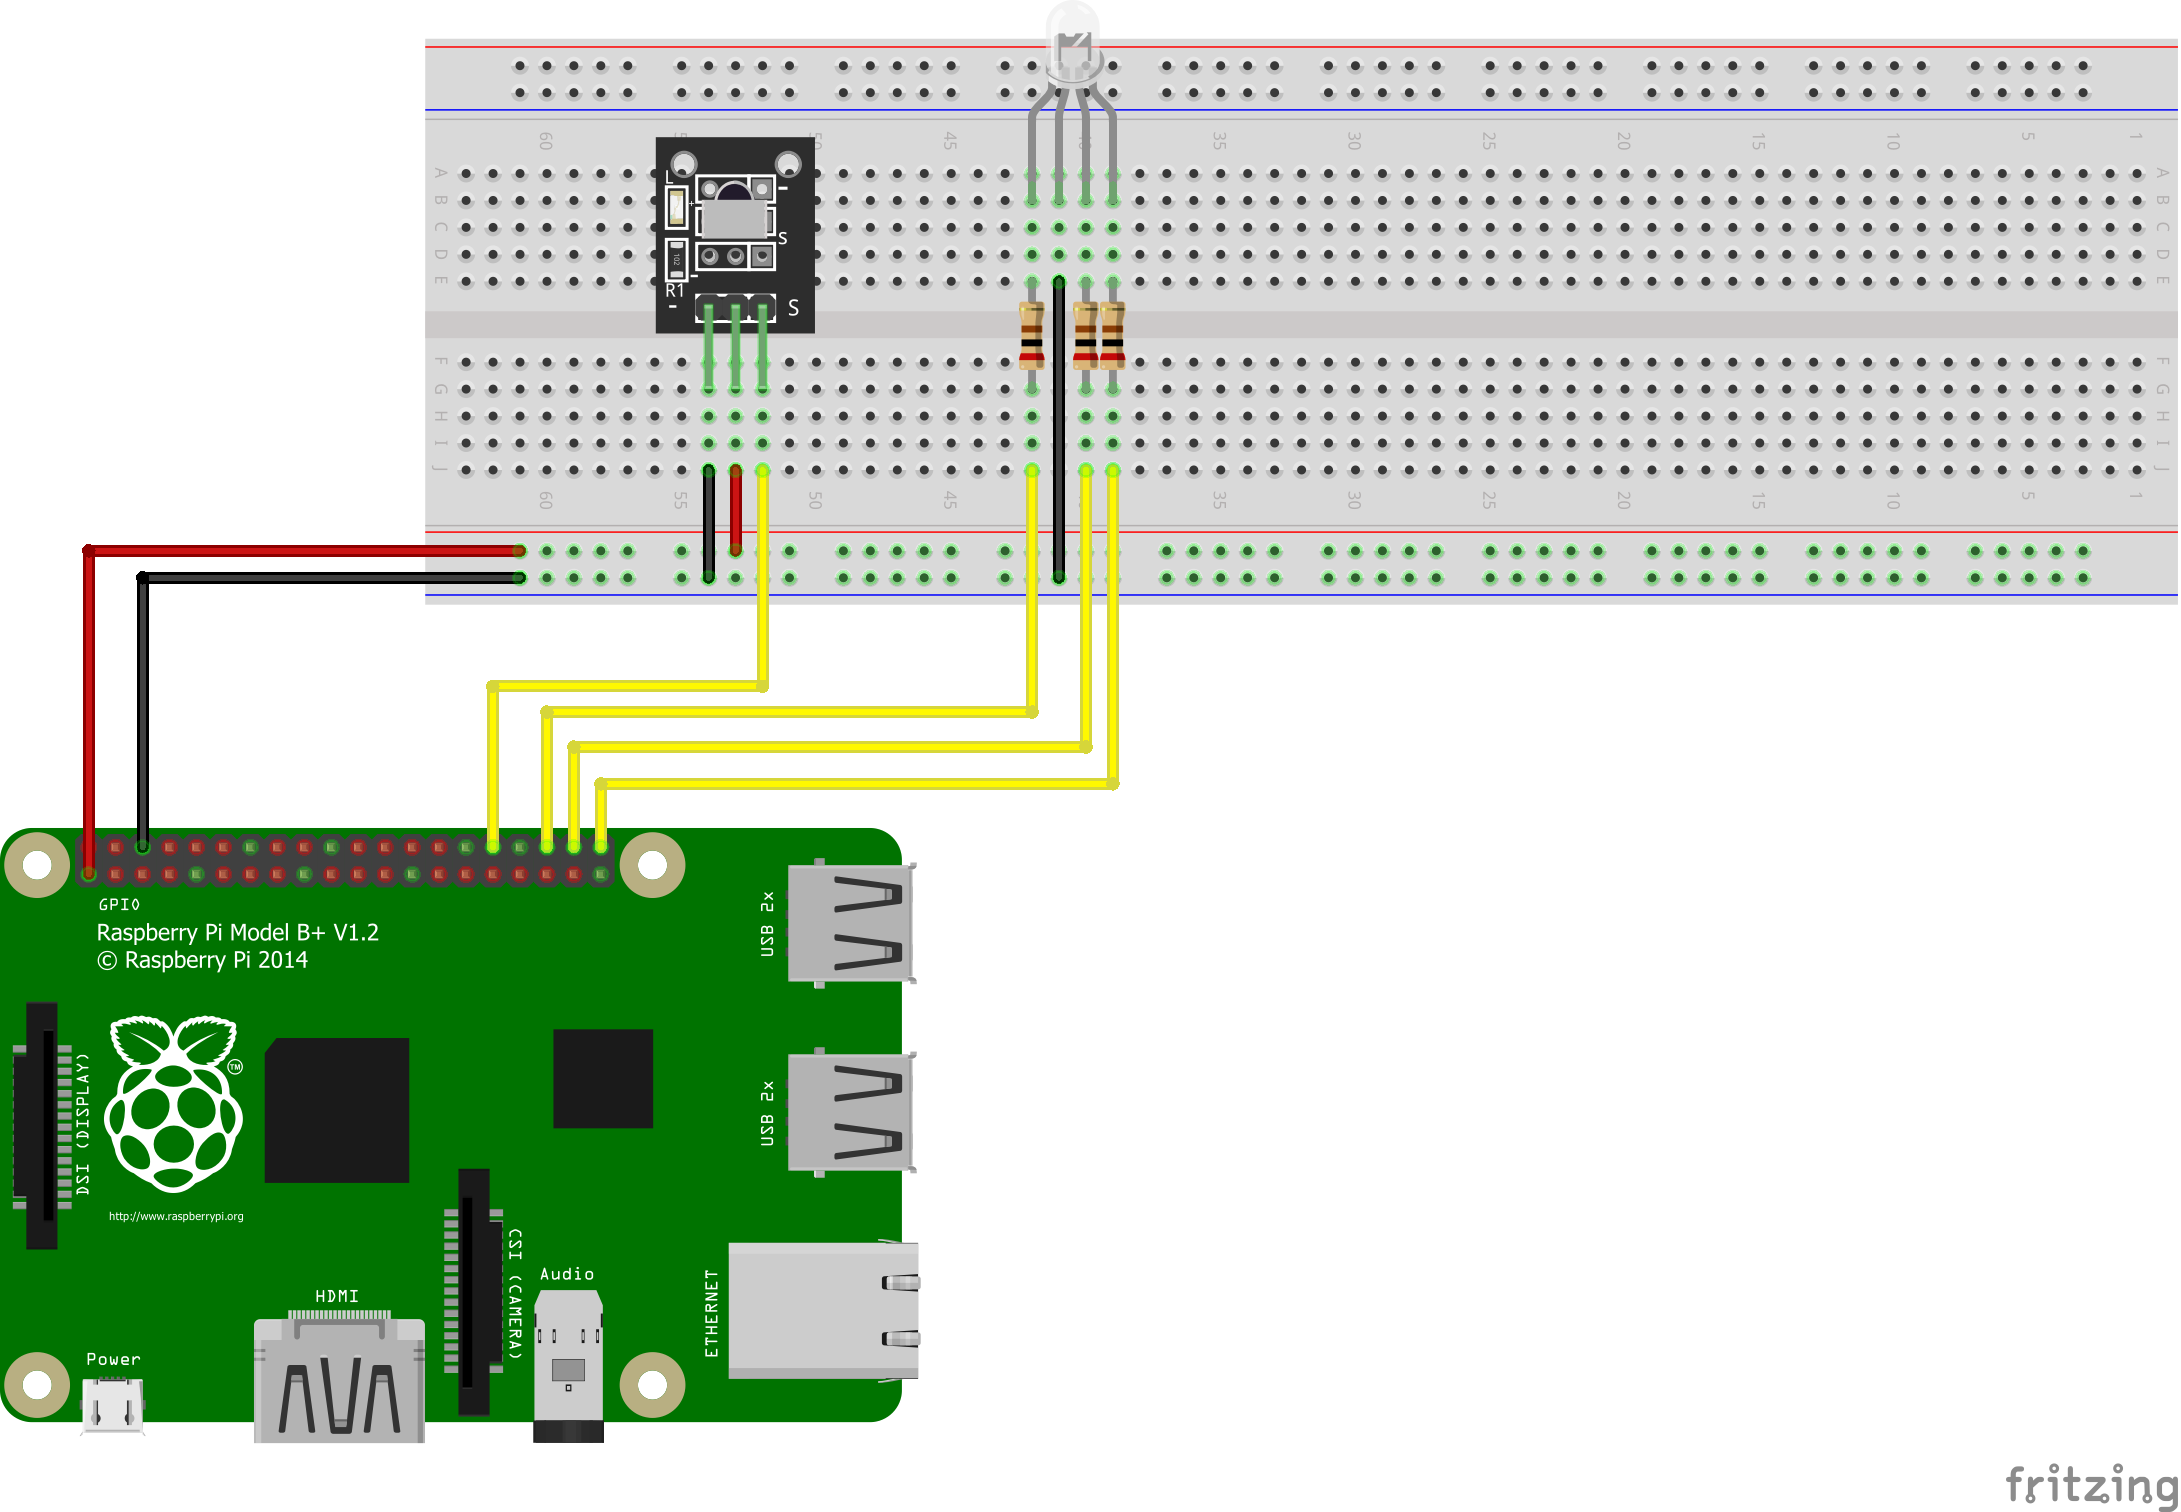 60
45
35
30
25
20
15
10
5
1
A
B
C
D
E
A
B
C
D
E
L
-
+
S
102
-
R1
-
S
F
G
H
I
J
F
G
H
I
J
60
55
50
45
35
30
25
20
15
10
5
1
GPIO
Raspberry Pi Model B+ V1.2
© Raspberry Pi 2014
USB 2x
DSI (DISPLAY)
TM
USB 2x
http://www.raspberrypi.org
CSI (CAMERA)
Audio
ETHERNET
HDMI
Power
fritzing